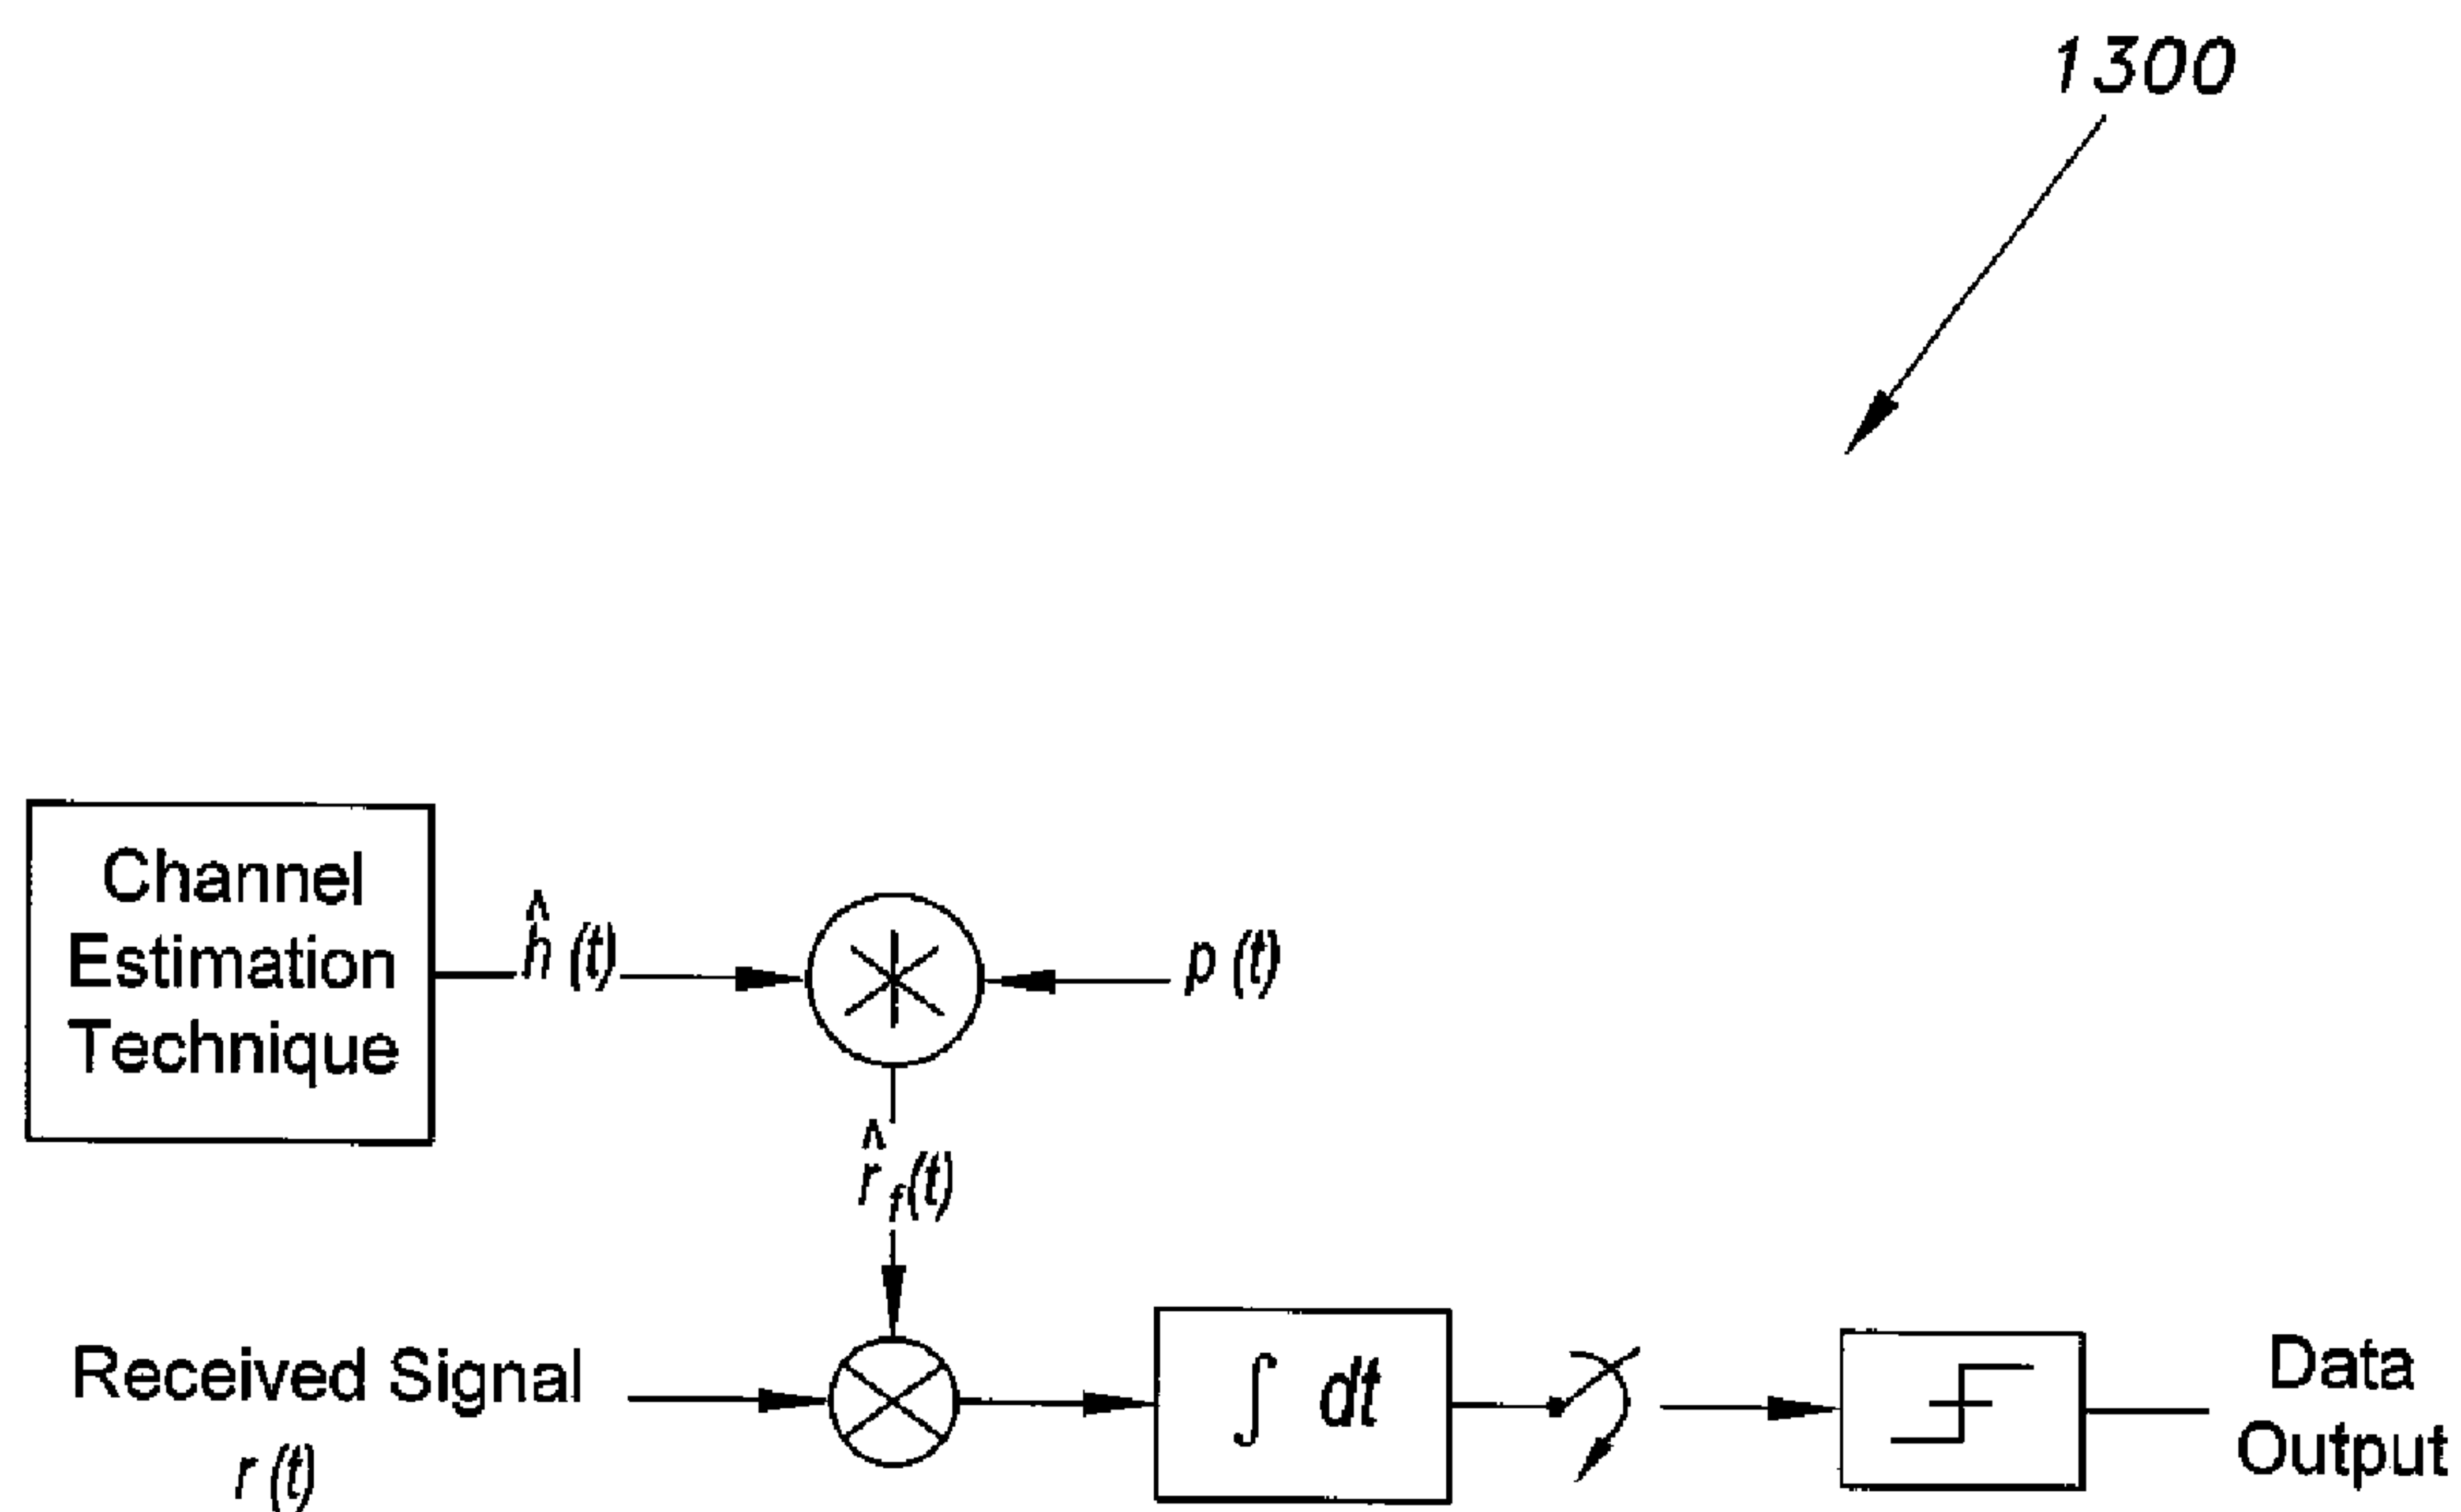 1300
Channel
Estimation
Technique
ĥ (t)
p (t)
r̂f(t)
Received Signal
r (t)
∫ dt
Data
Output